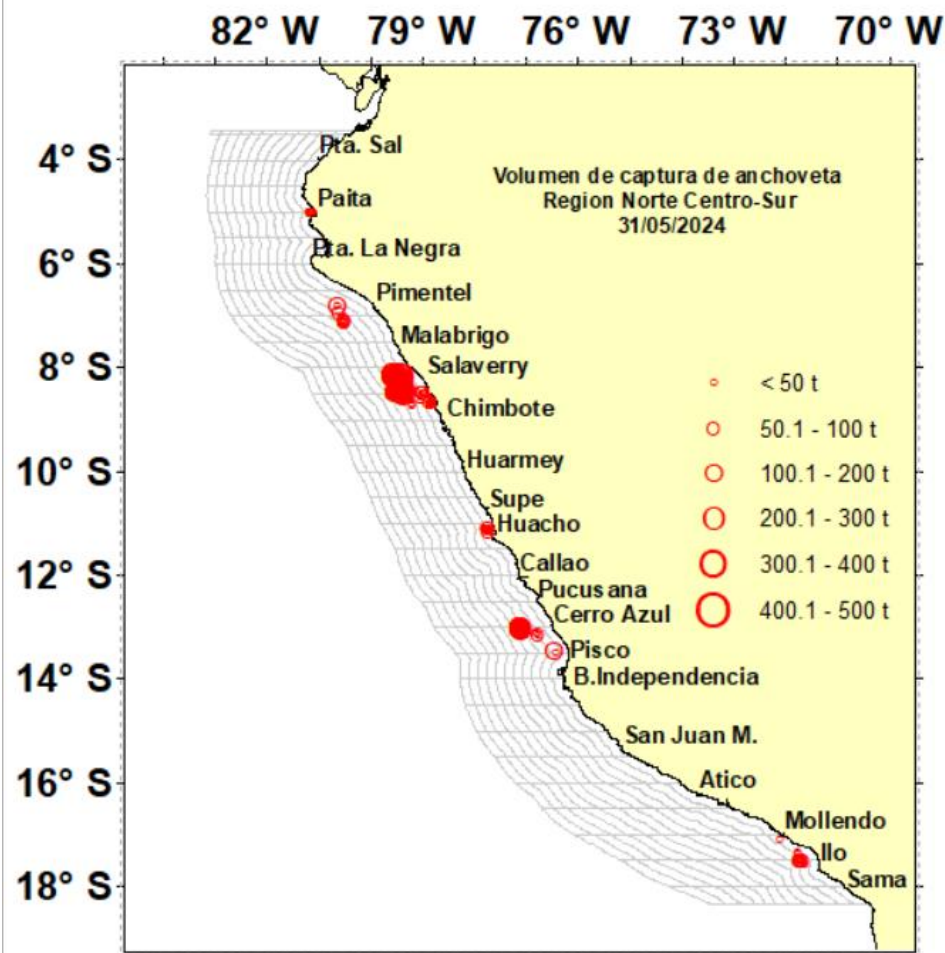 82° W 79° W 76° W 73° W 70° W
4° S
6° S
8° S
10° S
12° S
14° S
16° S
18° S
Volumen de captura de anchoveta
Region Norte Centro-Sur
31/05/2024
Pta. Sal
Paita
Pta. La Negra
Pimentel
Malabrigo
Salaverry
Chimbote
Huarmey
Supe
Huacho
Callao
Pucusana
Cerro Azul
Pisco
B.Independencia
San Juan M.
Atico
Mollendo
Ilo
Sama
< 50 t
50.1 - 100 t
100.1 - 200 t
200.1 - 300 t
300.1 - 400 t
400.1 - 500 t